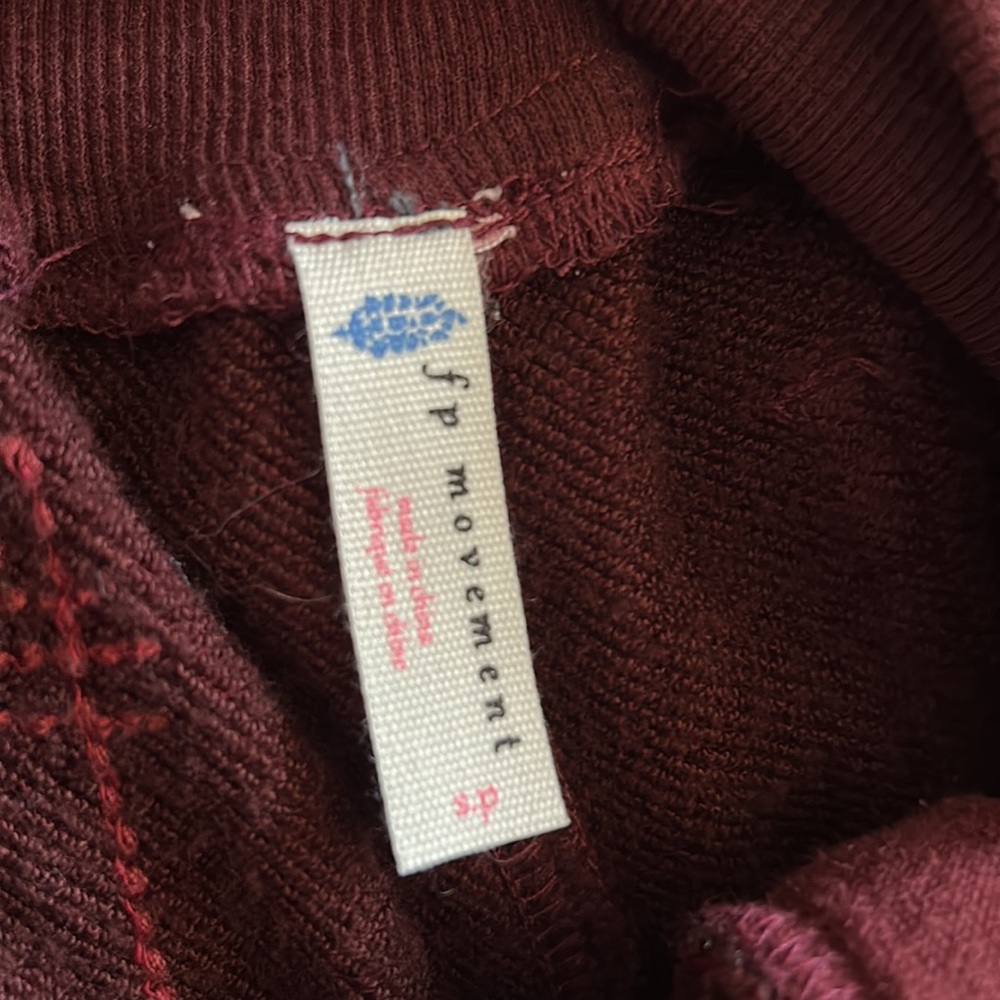 fp movement
made in china
fabriqué en chine
p.s